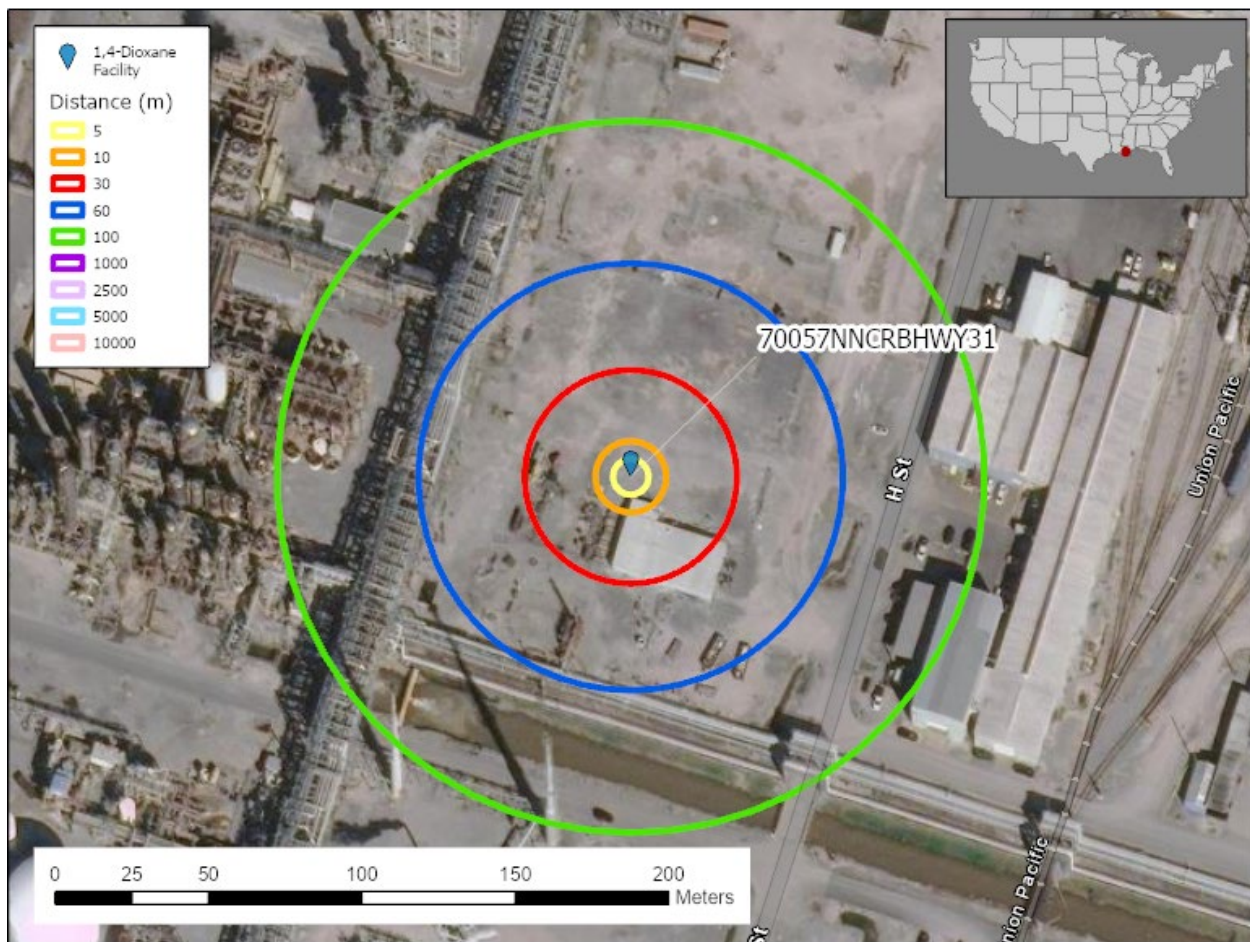 1,4-Dioxane
Facility
Distance (m)
5
10
30
60
100
1000
2500
5000
10000
70057NNCRBHWY31
H St
Union Pacific
Union Pacific
St
0 25 50 100 150 200
Meters